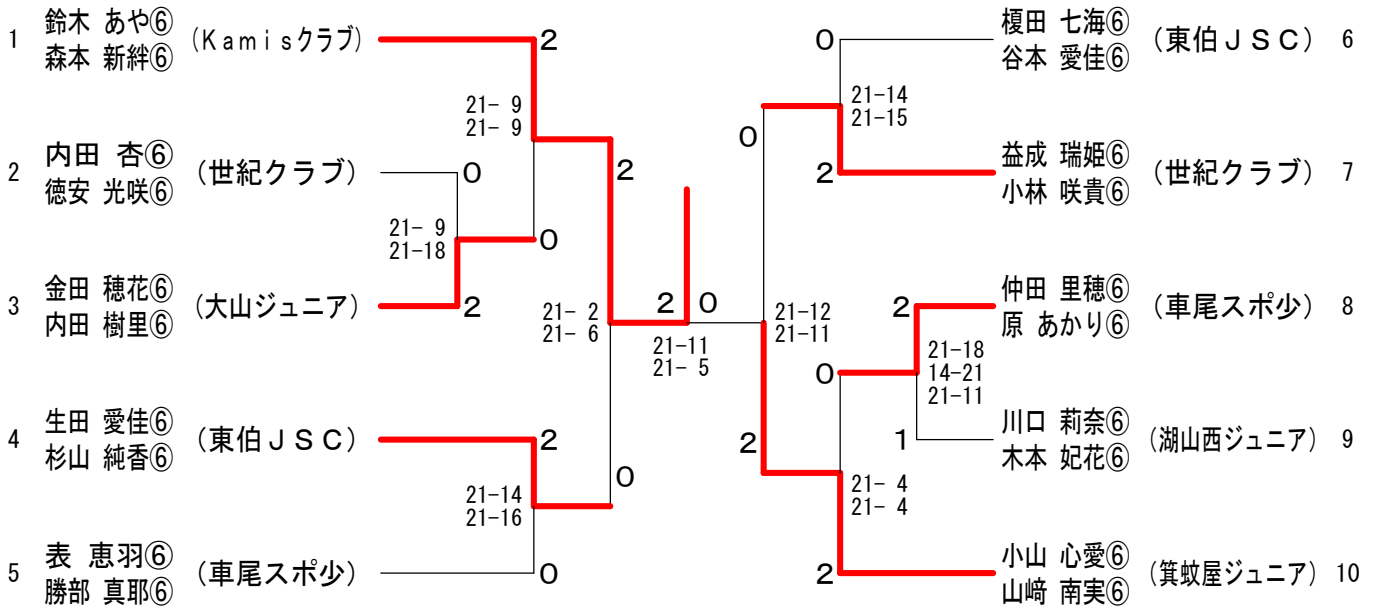 1 鈴木 あや⑥ (Kamisクラブ) 2
森本 新絆⑥
21- 9
21- 9
2 内田 杏⑥ (世紀クラブ) 0
徳安 光咲⑥
21- 9
21-18
0
3 金田 穂花⑥ (大山ジュニア) 2
内田 樹里⑥
2
21- 2
21- 6
4 生田 愛佳⑥ (東伯JSC) 2
杉山 純香⑥
0
21-14
21-16
5 表 恵羽⑥ (車尾スポ少) 0
勝部 真耶⑥
2 0
21-11
21- 5
0 榎田 七海⑥ (東伯JSC) 6
谷本 愛佳⑥
21-14
21-15
0
2 益成 瑞姫⑥ (世紀クラブ) 7
小林 咲貴⑥
21-12
21-11
2 仲田 里穂⑥ (車尾スポ少) 8
原 あかり⑥
21-18
14-21
21-11
0
1 川口 莉奈⑥ (湖山西ジュニア) 9
木本 妃花⑥
2
21- 4
21- 4
2 小山 心愛⑥ (箕蚊屋ジュニア) 10
山﨑 南実⑥